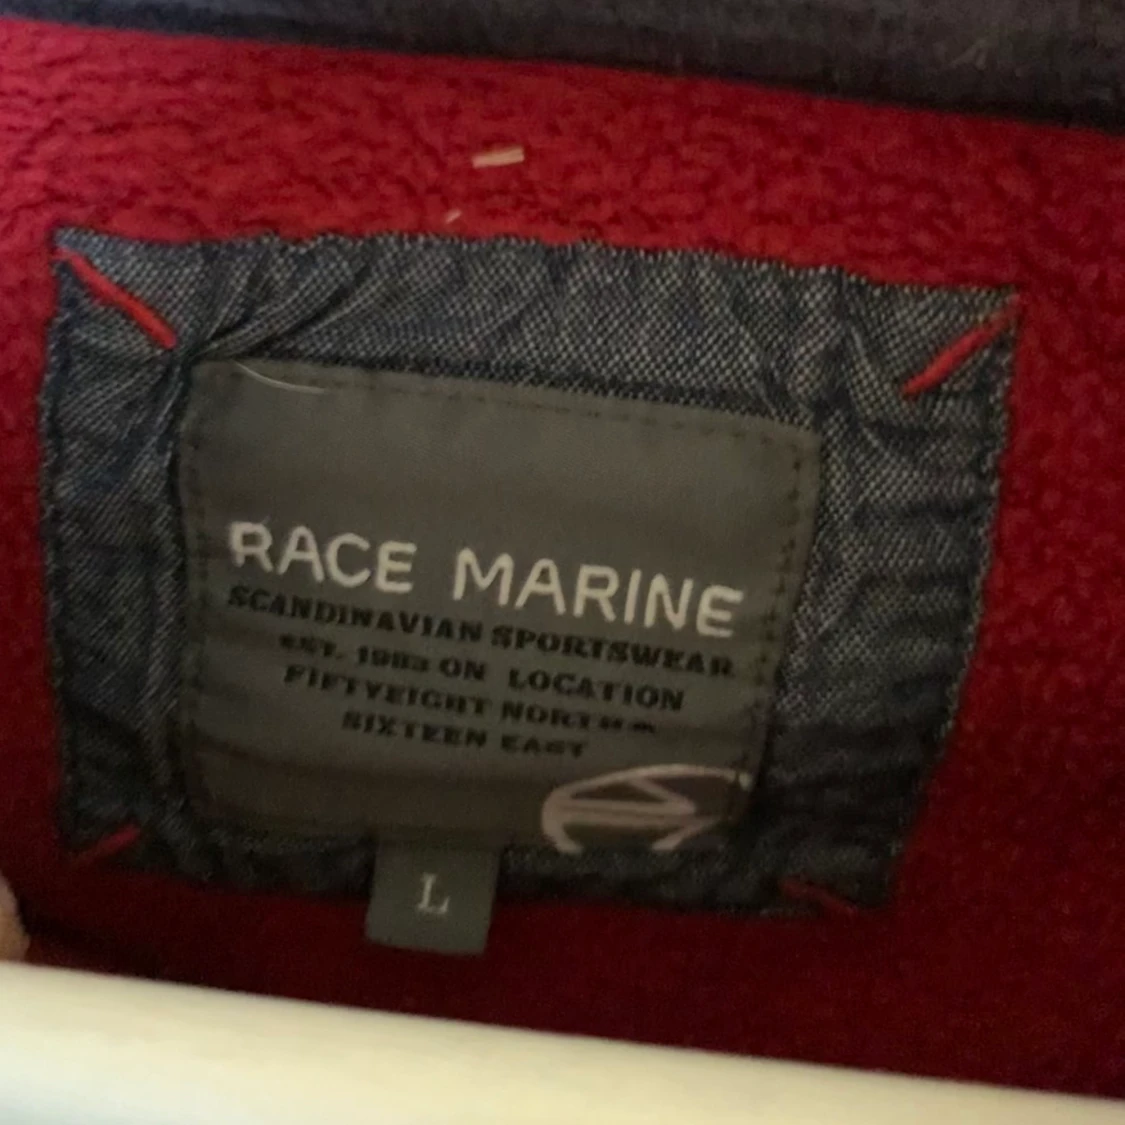 RACE MARINE
SCANDINAVIAN SPORTSWEAR
EST. 1983 ON LOCATION
FIFTYEIGHT NORTH
SIXTEEN EAST
L